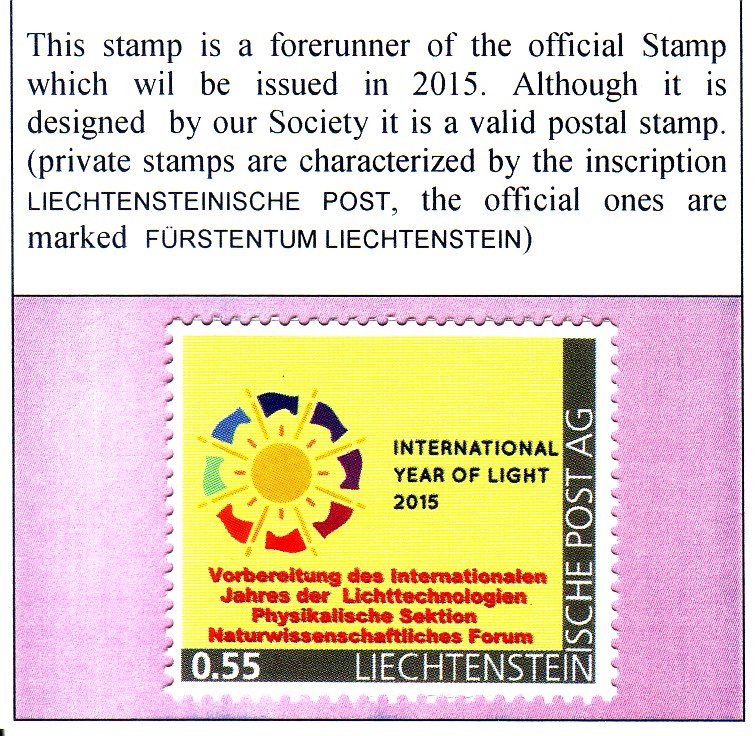 This stamp is a forerunner of the official Stamp
which wil be issued in 2015. Although it is
designed by our Society it is a valid postal stamp.
(private stamps are characterized by the inscription
LIECHTENSTEINISCHE POST, the official ones are
marked FÜRSTENTUM LIECHTENSTEIN)
INTERNATIONAL
YEAR OF LIGHT
2015
Vorbereitung des Internationalen
Jahres der Lichttechnologien
Physikalische Sektion
Naturwissenschaftliches Forum
0.55 LIECHTENSTEINISCHE POST AG